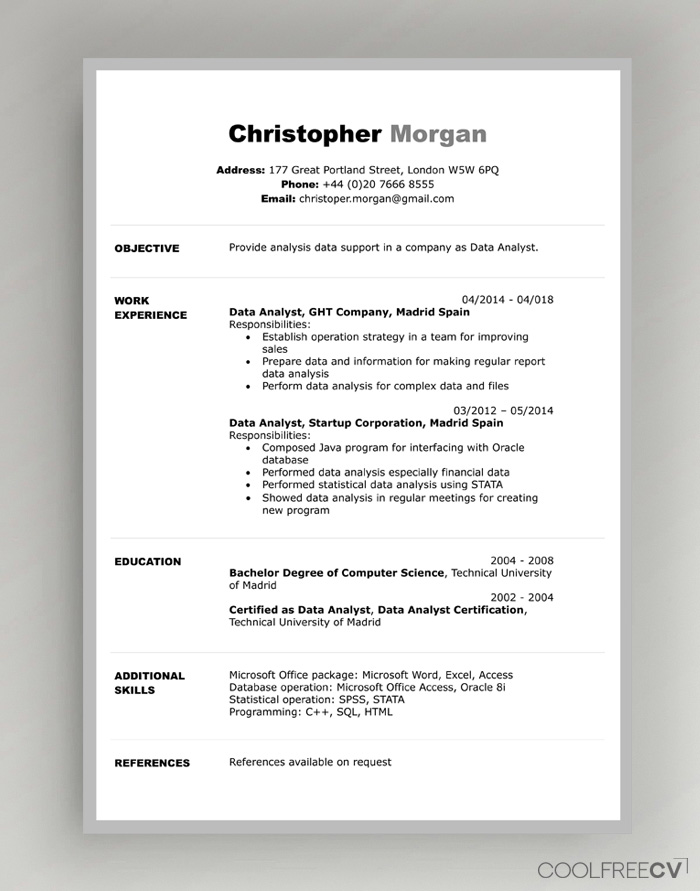 Christopher Morgan
Address: 177 Great Portland Street, London W5W 6PQ
Phone: +44 (0)20 7666 8555
Email: christoper.morgan@gmail.com
OBJECTIVE
Provide analysis data support in a company as Data Analyst.
WORK
EXPERIENCE
04/2014 - 04/018
Data Analyst, GHT Company, Madrid Spain
Responsibilities:
• Establish operation strategy in a team for improving
sales
• Prepare data and information for making regular report
data analysis
• Perform data analysis for complex data and files
03/2012 – 05/2014
Data Analyst, Startup Corporation, Madrid Spain
Responsibilities:
• Composed Java program for interfacing with Oracle
database
• Performed data analysis especially financial data
• Performed statistical data analysis using STATA
• Showed data analysis in regular meetings for creating
new program
EDUCATION
2004 - 2008
Bachelor Degree of Computer Science, Technical University
of Madrid
2002 - 2004
Certified as Data Analyst, Data Analyst Certification,
Technical University of Madrid
ADDITIONAL
SKILLS
Microsoft Office package: Microsoft Word, Excel, Access
Database operation: Microsoft Office Access, Oracle 8i
Statistical operation: SPSS, STATA
Programming: C++, SQL, HTML
REFERENCES
References available on request
COOLFREECV